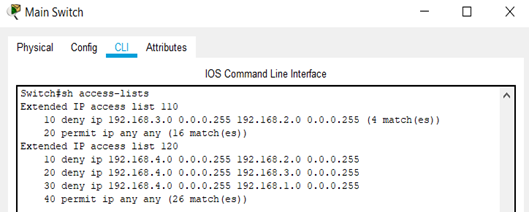 Main Switch
Physical Config CLI Attributes
IOS Command Line Interface
Switch#sh access-lists
Extended IP access list 110
10 deny ip 192.168.3.0 0.0.0.255 192.168.2.0 0.0.0.255 (4 match(es))
20 permit ip any any (16 match(es))
Extended IP access list 120
10 deny ip 192.168.4.0 0.0.0.255 192.168.2.0 0.0.0.255
20 deny ip 192.168.4.0 0.0.0.255 192.168.3.0 0.0.0.255
30 deny ip 192.168.4.0 0.0.0.255 192.168.1.0 0.0.0.255
40 permit ip any any (26 match(es))